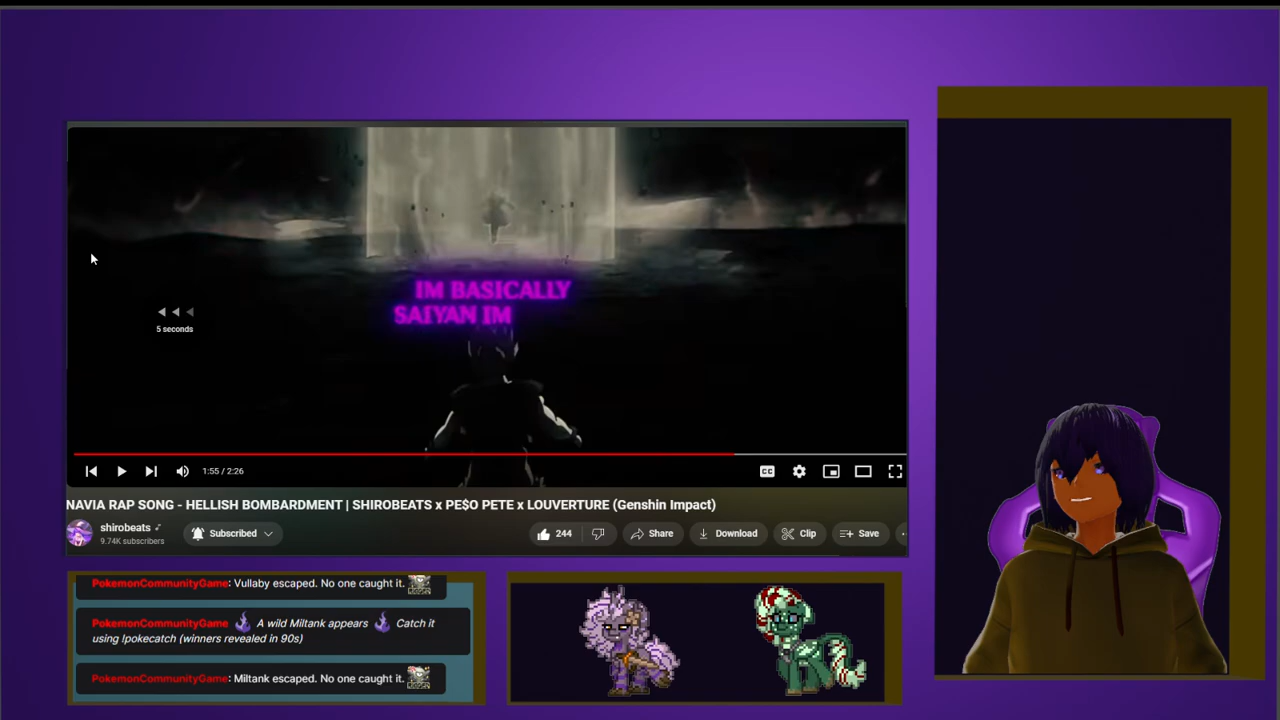 IM BASICALLY
SAIYAN IM
5 seconds
1:55 / 2:26
CC
NAVIA RAP SONG - HELLISH BOMBARDMENT | SHIROBEATS x PE$O PETE x LOUVERTURE (Genshin Impact)
shirobeats
9.74K subscribers
Subscribed
244
Share
Download
Clip
Save
PokemonCommunityGame: Vullaby escaped. No one caught it.
PokemonCommunityGame: A wild Miltank appears Catch it
using !pokecatch (winners revealed in 90s)
PokemonCommunityGame: Miltank escaped. No one caught it.